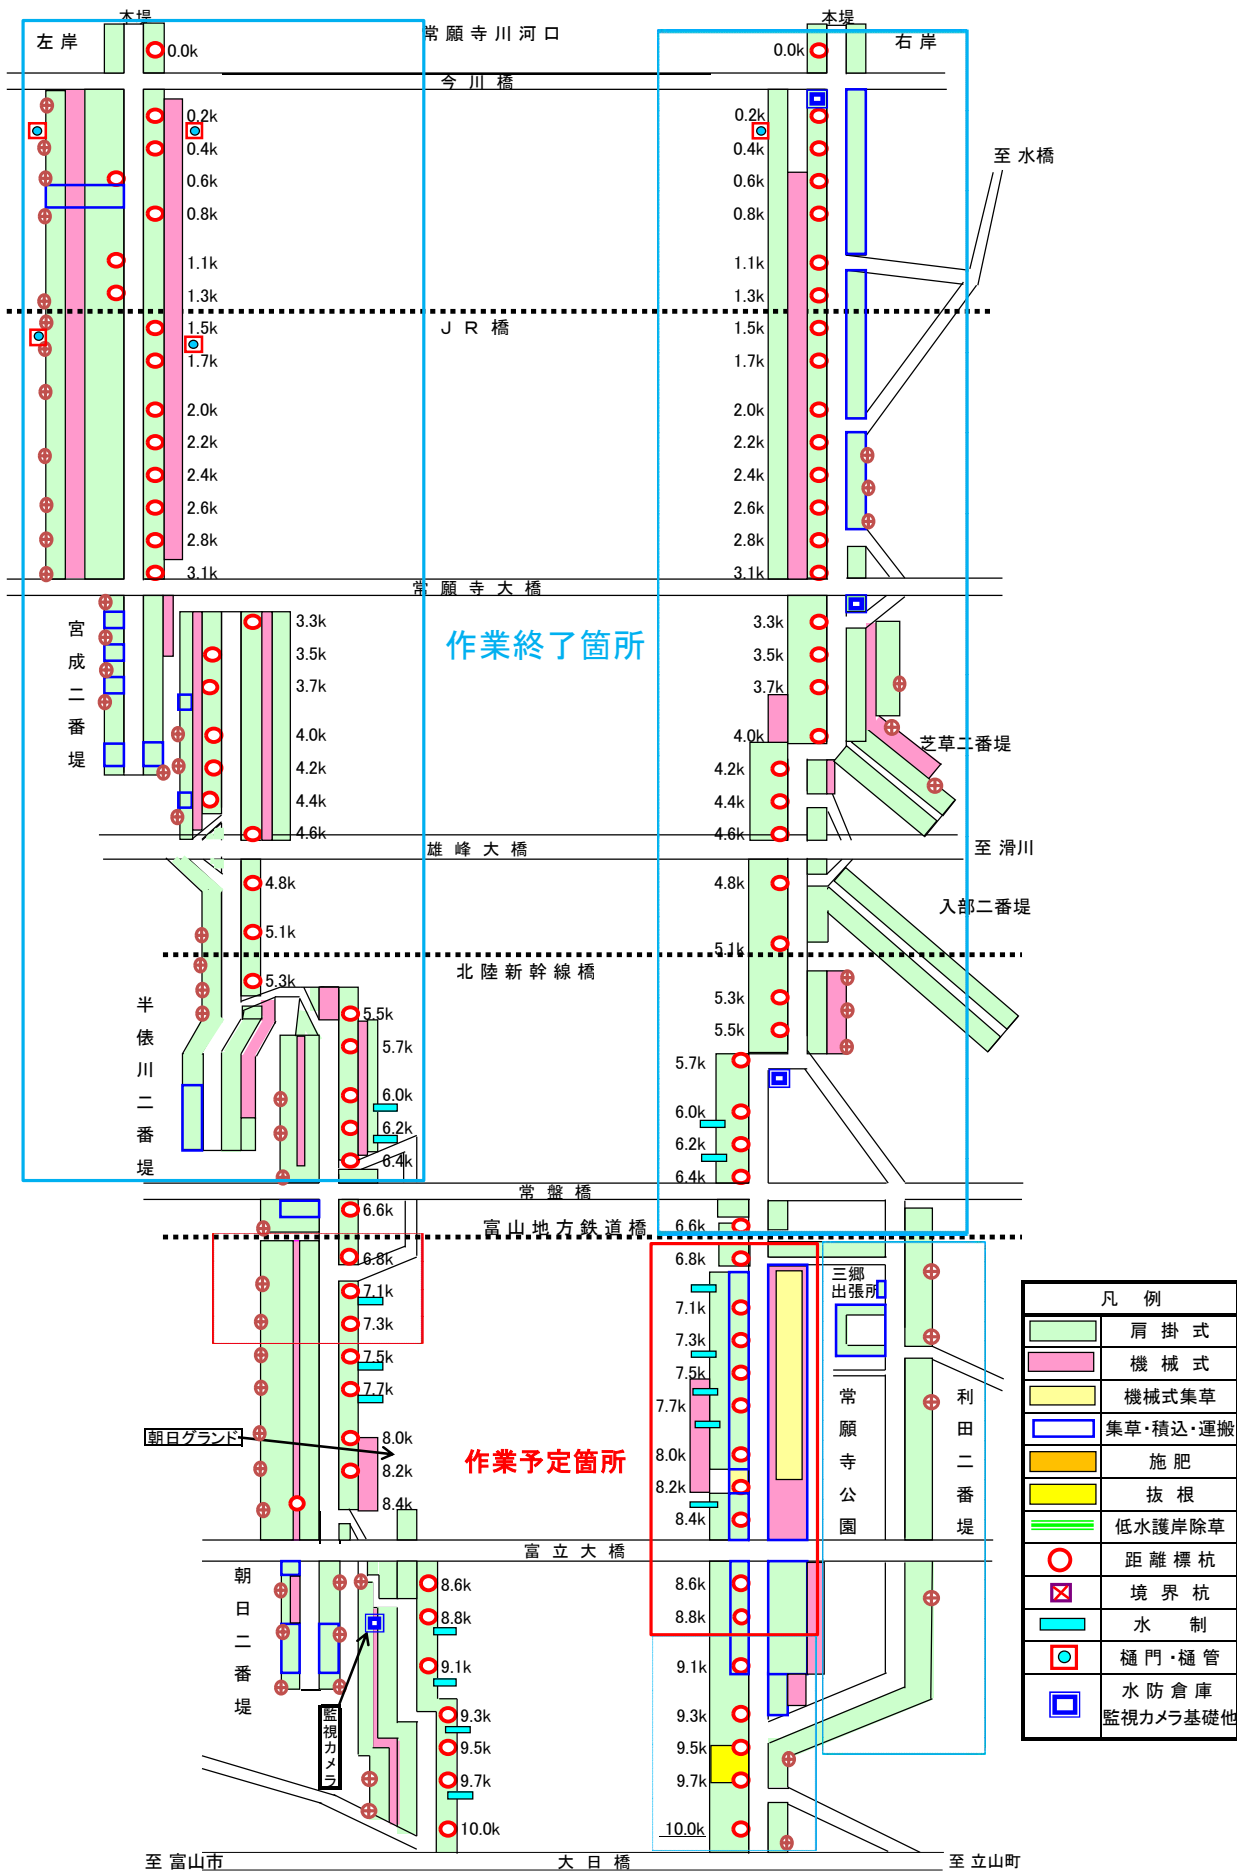 本堤
本堤
左岸
常願寺川河口
右岸
0.0k
0.0k
今川橋
0.2k
0.2k
0.4k
0.4k
至 水橋
0.6k
0.6k
0.8k
0.8k
1.1k
1.1k
1.3k
1.3k
1.5k
JR橋
1.5k
1.7k
1.7k
2.0k
2.0k
2.2k
2.2k
2.4k
2.4k
2.6k
2.6k
2.8k
2.8k
3.1k
3.1k
常願寺大橋
宮成二番堤
3.3k
作業終了箇所
3.3k
3.5k
3.5k
3.7k
3.7k
4.0k
4.0k
芝草二番堤
4.2k
4.2k
4.4k
4.4k
4.6k
4.6k
雄峰大橋
至 滑川
4.8k
4.8k
入部二番堤
5.1k
5.1k
北陸新幹線橋
5.3k
5.3k
半俵川二番堤
5.5k
5.5k
5.7k
5.7k
6.0k
6.0k
6.2k
6.2k
6.4k
6.4k
常盤橋
6.6k
6.6k
富山地方鉄道橋
6.8k
6.8k
三郷
出張所
7.1k
7.1k
7.3k
7.3k
7.5k
7.5k
7.7k
7.7k
常願寺公園
利田二番堤
朝日グランド
8.0k
8.0k
作業予定箇所
8.2k
8.2k
8.4k
8.4k
富立大橋
朝日二番堤
8.6k
8.6k
8.8k
8.8k
9.1k
9.1k
監視カメラ
9.3k
9.3k
9.5k
9.5k
9.7k
9.7k
10.0k
10.0k
至 富山市
大日橋
至 立山町
凡 例
肩掛式
機械式
機械式集草
集草・積込・運搬
施肥
抜根
低水護岸除草
距離標杭
境界杭
水制
樋門・樋管
水防倉庫
監視カメラ基礎他